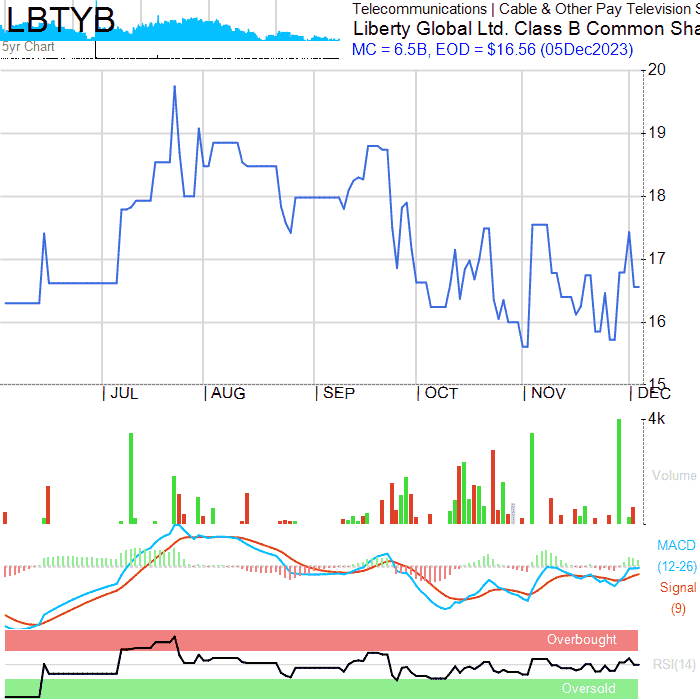 LBTYB
5yr Chart
Telecommunications | Cable & Other Pay Television S
Liberty Global Ltd. Class B Common Sha
MC = 6.5B, EOD = $16.56 (05Dec2023)
20
19
18
17
16
15
| JUL | AUG | SEP | OCT | NOV | DEC
4k
Volume
MACD
(12-26)
Signal
(9)
Overbought
RSI(14)
Oversold